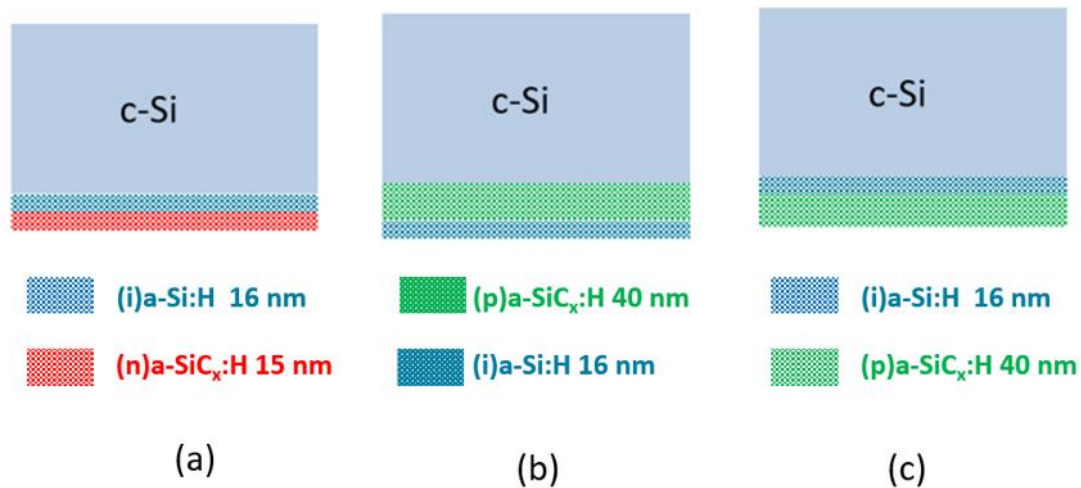 c-Si
(i)a-Si:H 16 nm
(n)a-SiCₓ:H 15 nm
(a)
c-Si
(p)a-SiCₓ:H 40 nm
(i)a-Si:H 16 nm
(b)
c-Si
(i)a-Si:H 16 nm
(p)a-SiCₓ:H 40 nm
(c)